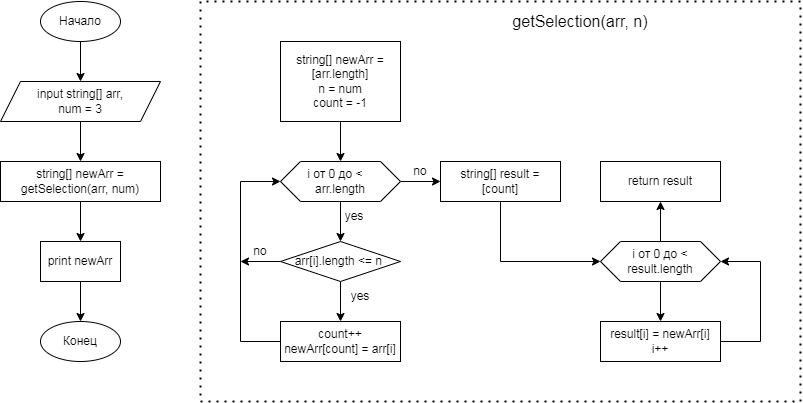 Начало
input string[] arr,
num = 3
string[] newArr =
getSelection(arr, num)
print newArr
Конец
getSelection(arr, n)
string[] newArr =
[arr.length]
n = num
count = -1
i от 0 до <
arr.length
no
yes
arr[i].length <= n
no
yes
count++
newArr[count] = arr[i]
string[] result =
[count]
return result
i от 0 до <
result.length
result[i] = newArr[i]
i++